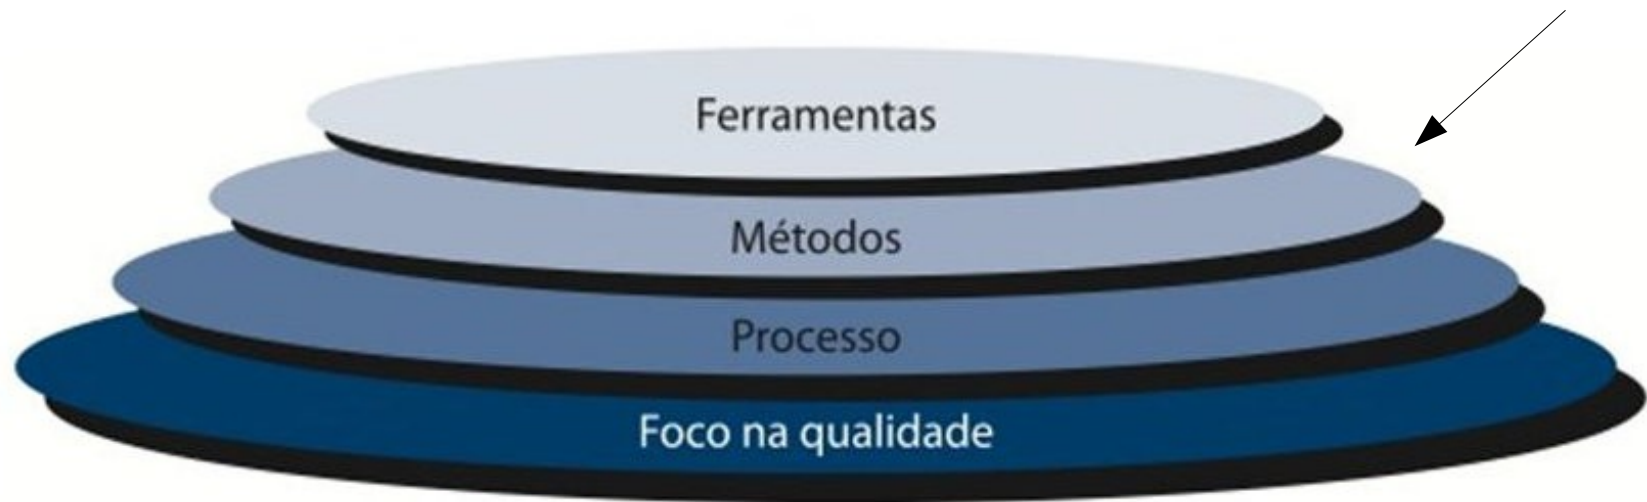 Ferramentas
Métodos
Processo
Foco na qualidade